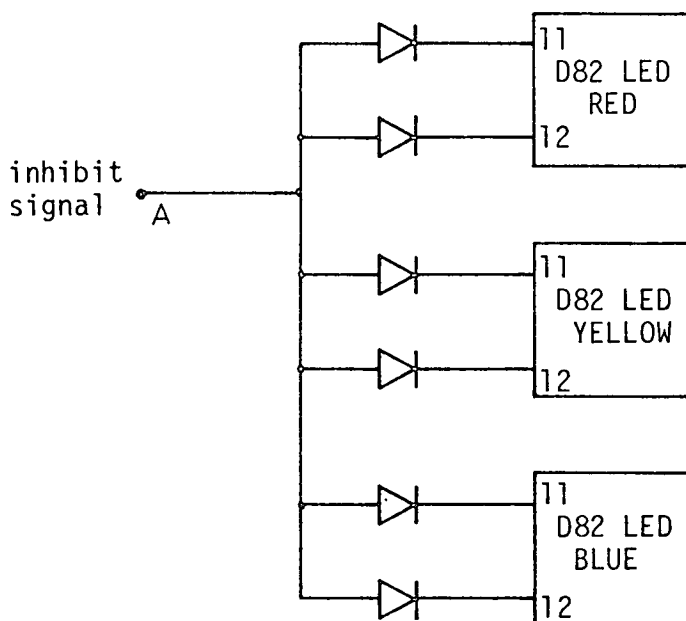 11
D82 LED
RED
12
inhibit
signal
A
11
D82 LED
YELLOW
12
11
D82 LED
BLUE
12